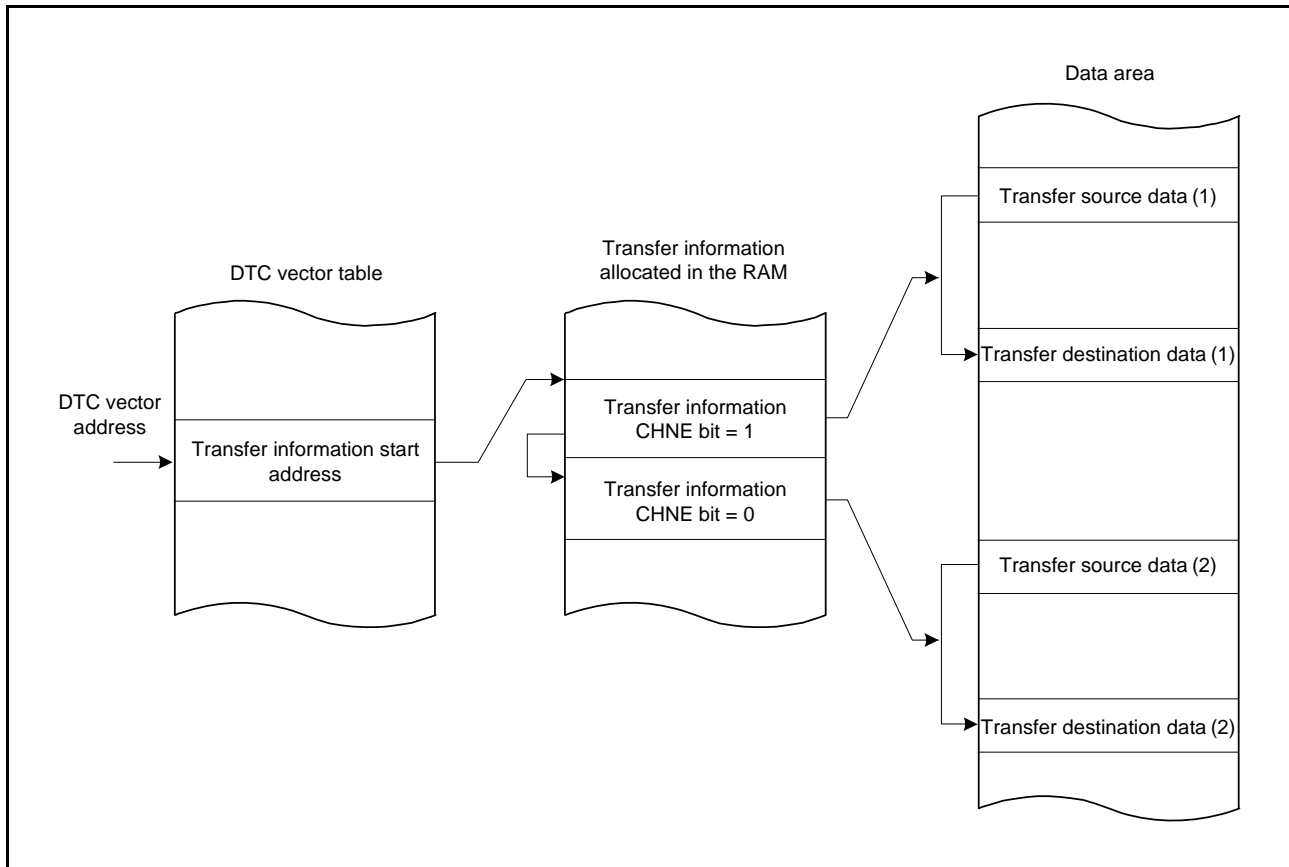 Data area
Transfer source data (1)
Transfer destination data (1)
Transfer source data (2)
Transfer destination data (2)
Transfer information
allocated in the RAM
Transfer information
CHNE bit = 1
Transfer information
CHNE bit = 0
DTC vector table
Transfer information start
address
DTC vector
address